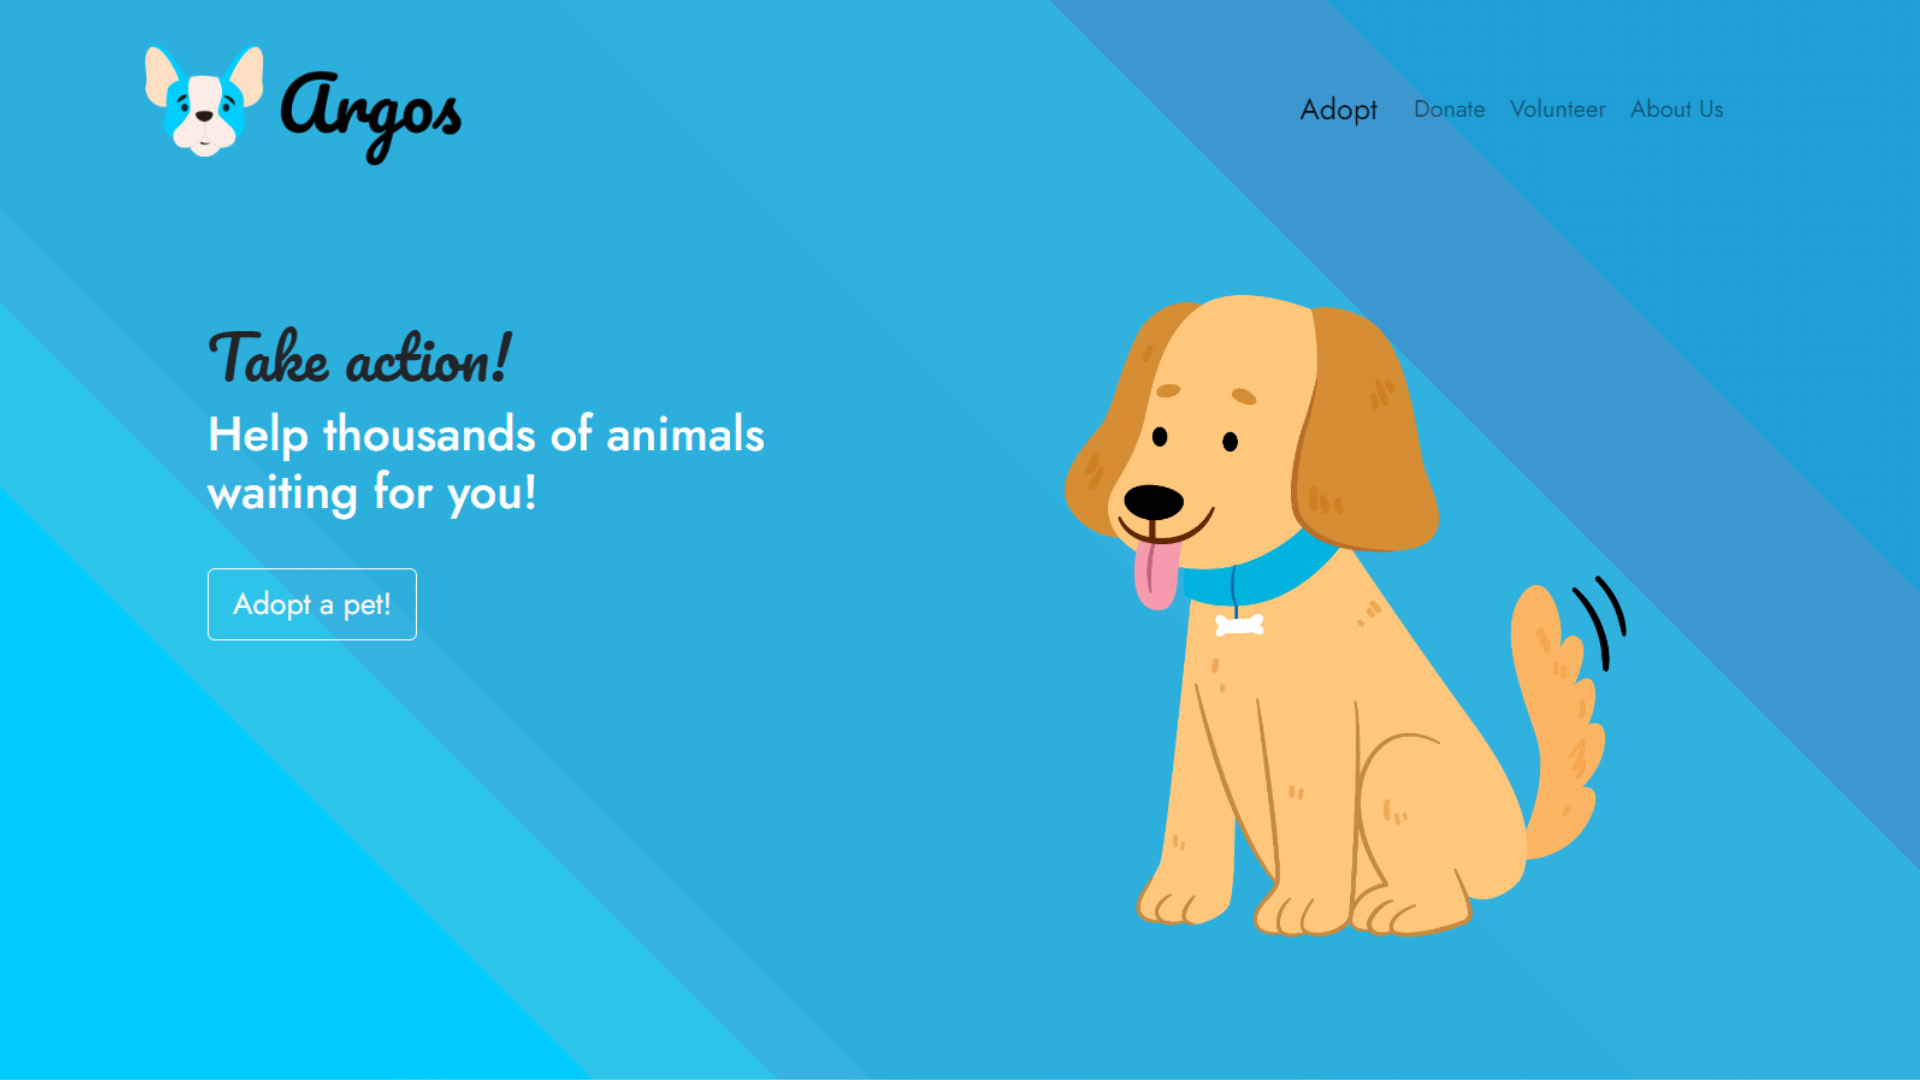 Argos
Adopt Donate Volunteer About Us
Take action!
Help thousands of animals
waiting for you!
Adopt a pet!